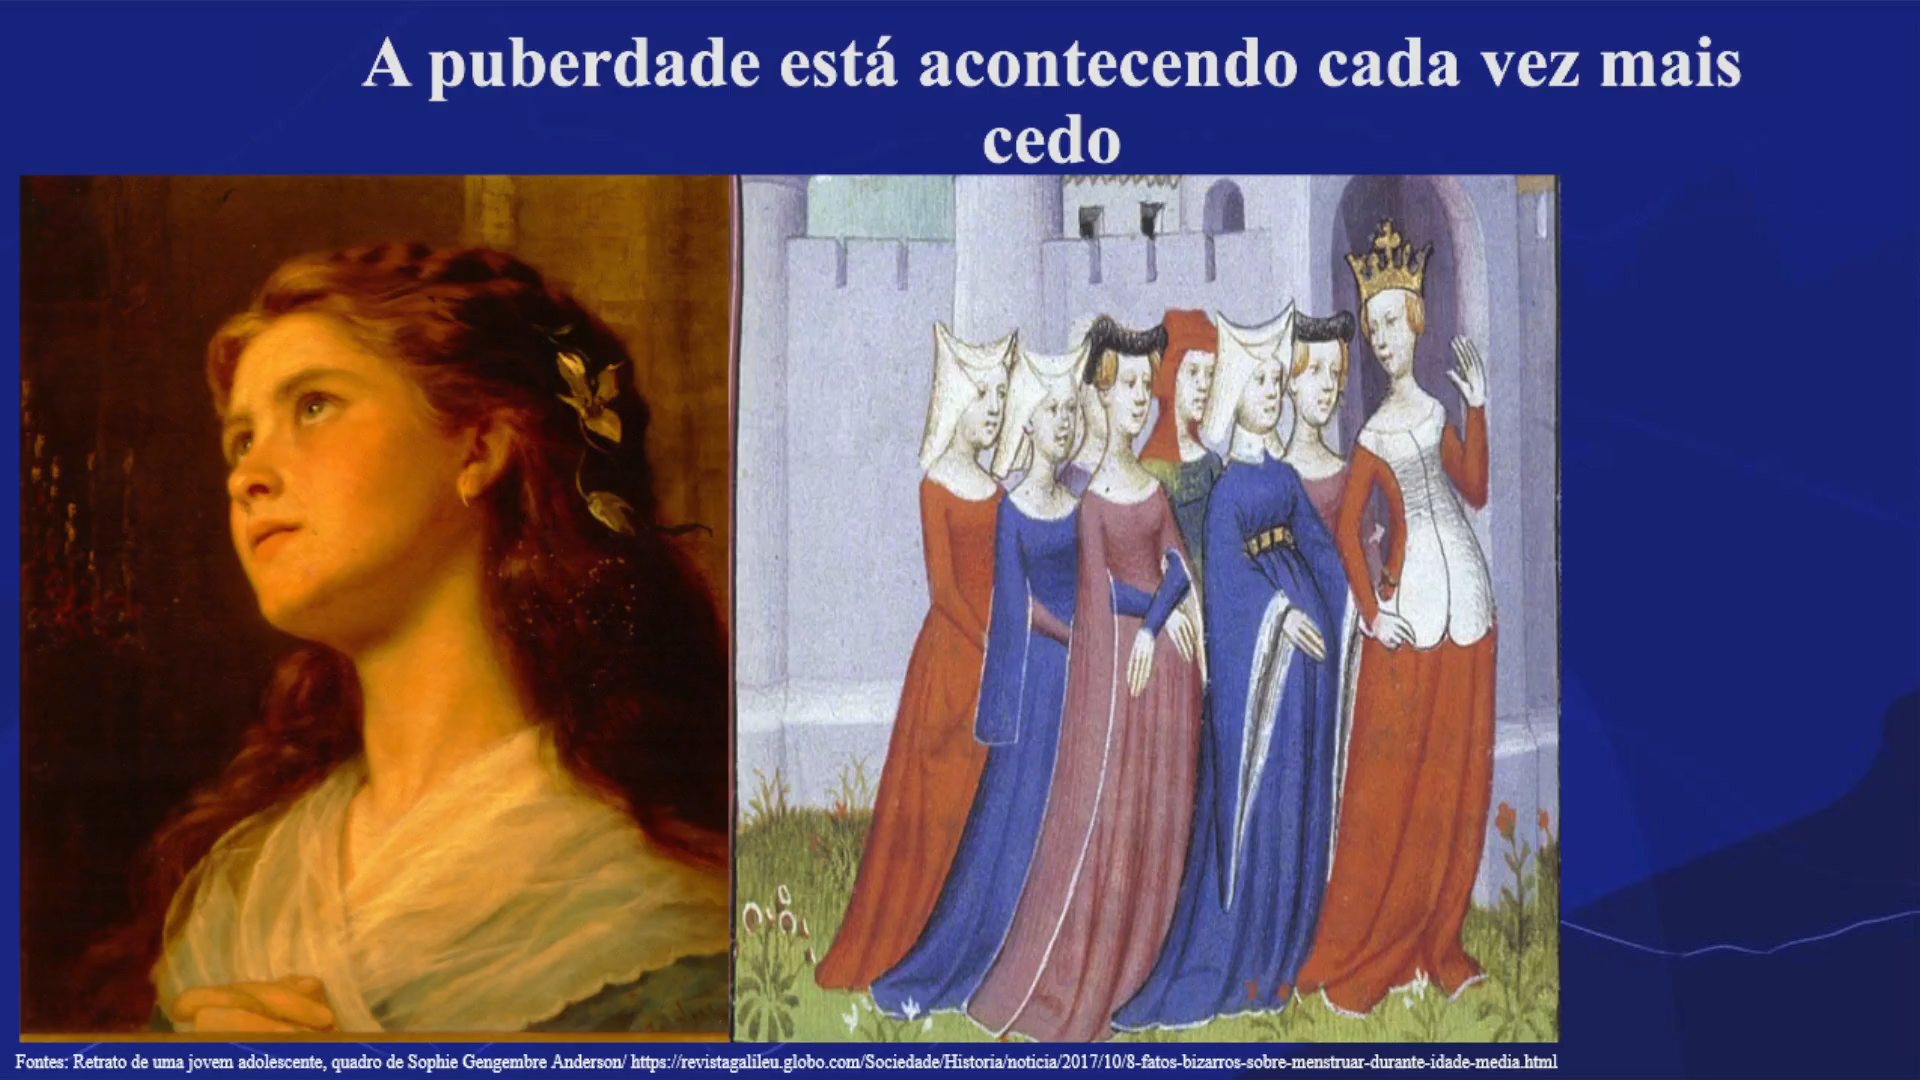 A puberdade está acontecendo cada vez mais
cedo
Fontes: Retrato de uma jovem adolescente, quadro de Sophie Gengembre Anderson/ https://revistagalileu.globo.com/Sociedade/Historia/noticia/2017/10/8-fatos-bizarros-sobre-menstruar-durante-idade-media.html